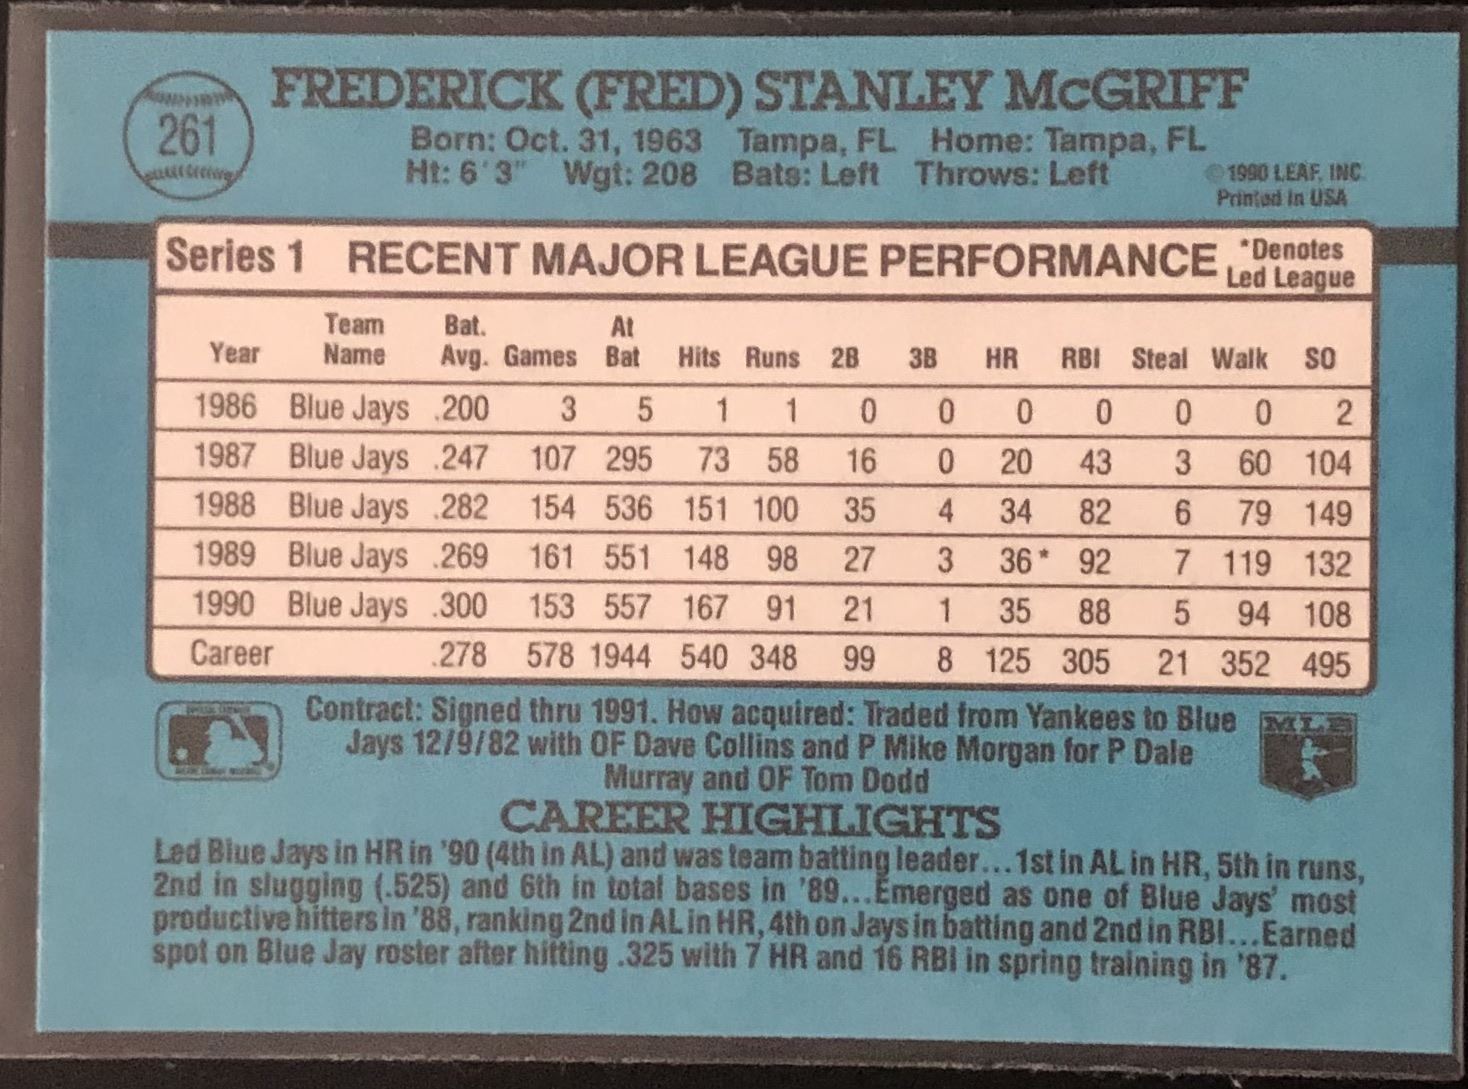 261
FREDERICK (FRED) STANLEY McGRIFF
Born: Oct. 31, 1963 Tampa, FL Home: Tampa, FL
Ht: 6'3" Wgt: 208 Bats: Left Throws: Left
©1990 LEAF, INC.
Printed in USA
Series 1 RECENT MAJOR LEAGUE PERFORMANCE *Denotes Led League
Year Team Name Bat. Avg. Games At Bat Hits Runs 2B 3B HR RBI Steal Walk SO
1986 Blue Jays .200 3 5 1 1 0 0 0 0 0 0 2
1987 Blue Jays .247 107 295 73 58 16 0 20 43 3 60 104
1988 Blue Jays .282 154 536 151 100 35 4 34 82 6 79 149
1989 Blue Jays .269 161 551 148 98 27 3 36* 92 7 119 132
1990 Blue Jays .300 153 557 167 91 21 1 35 88 5 94 108
Career .278 578 1944 540 348 99 8 125 305 21 352 495
Contract: Signed thru 1991. How acquired: Traded from Yankees to Blue
Jays 12/9/82 with OF Dave Collins and P Mike Morgan for P Dale
Murray and OF Tom Dodd
MLB
CAREER HIGHLIGHTS
Led Blue Jays in HR in '90 (4th in AL) and was team batting leader...1st in AL in HR, 5th in runs,
2nd in slugging (.525) and 6th in total bases in '89...Emerged as one of Blue Jays' most
productive hitters in '88, ranking 2nd in AL in HR, 4th on Jays in batting and 2nd in RBI...Earned
spot on Blue Jay roster after hitting .325 with 7 HR and 16 RBI in spring training in '87.